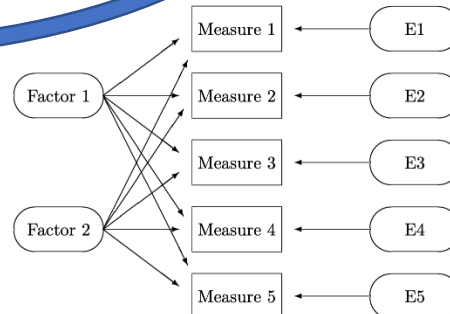 Measure 1
E1
Factor 1
Measure 2
E2
Measure 3
E3
Factor 2
Measure 4
E4
Measure 5
E5